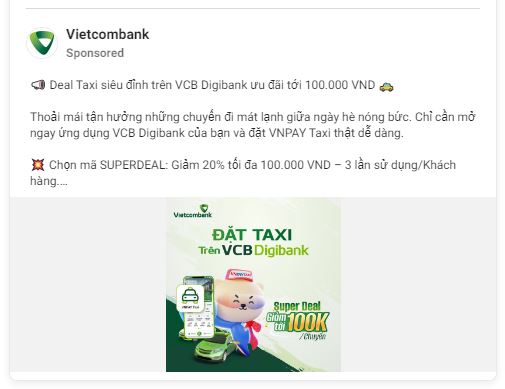 Vietcombank
Sponsored
📢 Deal Taxi siêu đỉnh trên VCB Digibank ưu đãi tới 100.000 VND 🚕
Thoải mái tận hưởng những chuyến đi mát lạnh giữa ngày hè nóng bức. Chỉ cần mở
ngay ứng dụng VCB Digibank của bạn và đặt VNPAY Taxi thật dễ dàng.
💥 Chọn mã SUPERDEAL: Giảm 20% tối đa 100.000 VND – 3 lần sử dụng/Khách
hàng....
Vietcombank
ĐẶT TAXI
Trên VCB Digibank
VNPAY TAXI
Super Deal
Giảm tới 100K
/Chuyến